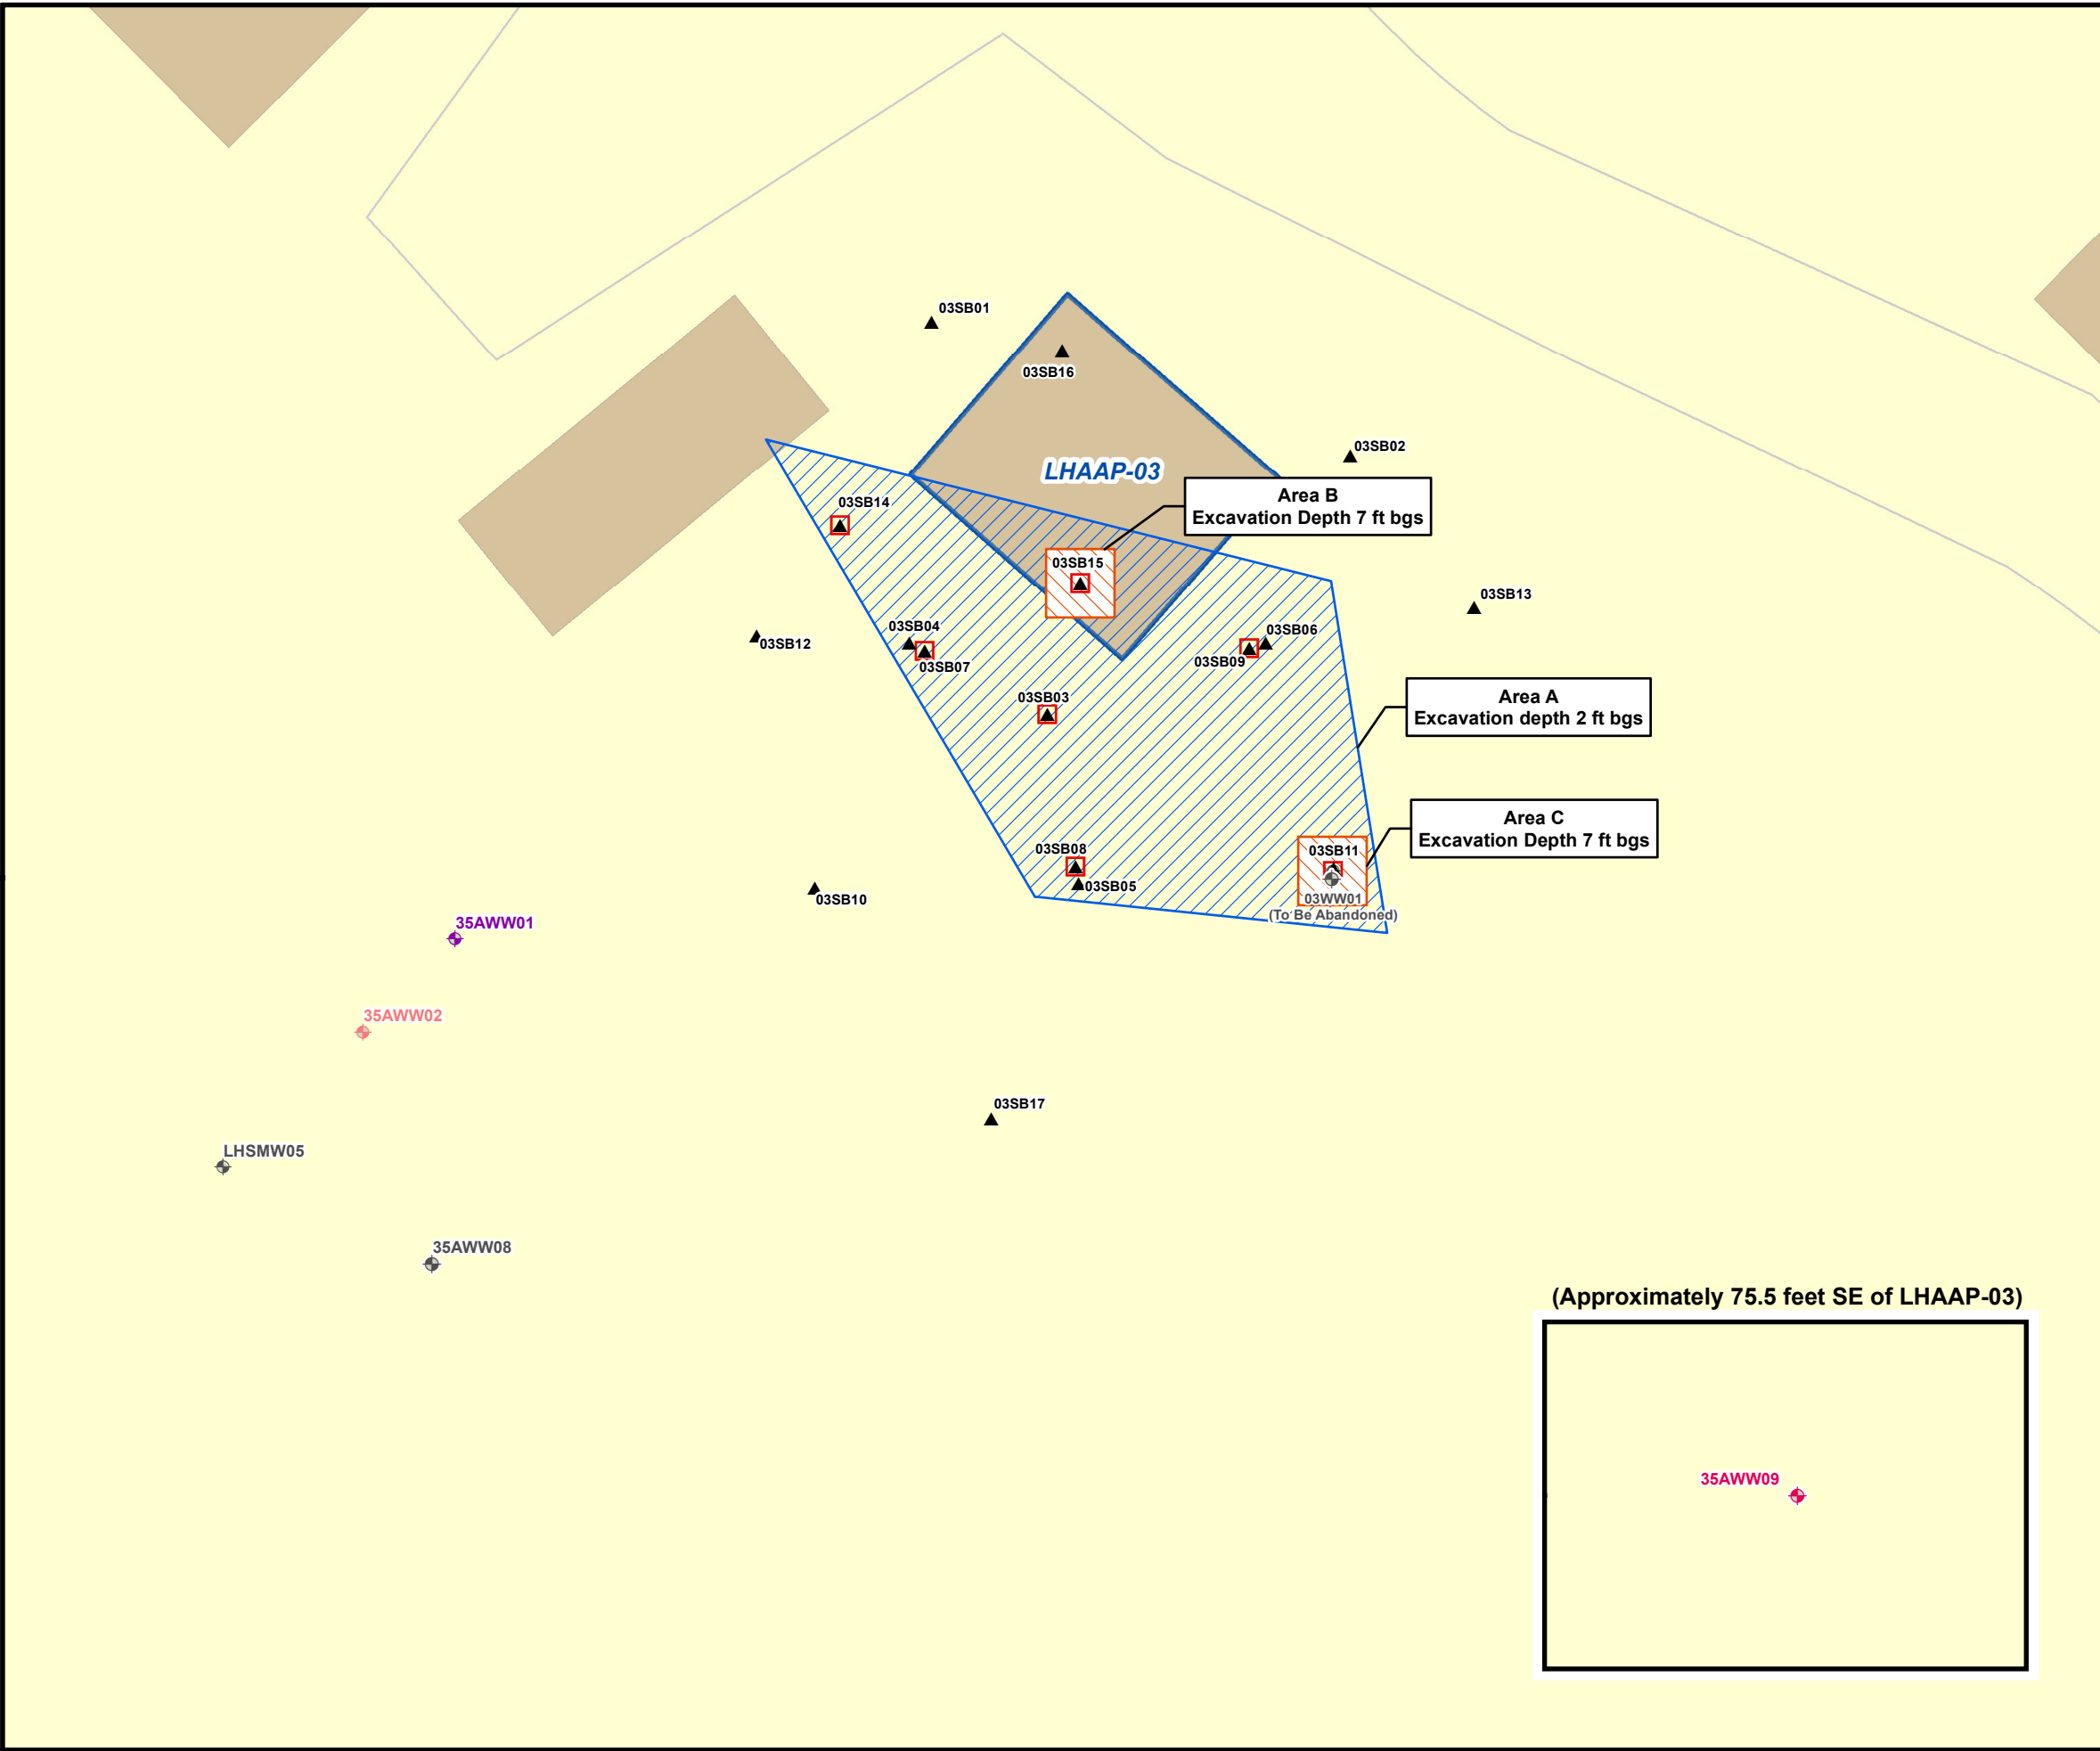 03SB01
03SB16
03SB02
LHAAP-03
Area B
Excavation Depth 7 ft bgs
03SB14
03SB15
03SB13
03SB04
03SB06
03SB12
03SB09
03SB07
03SB03
Area A
Excavation depth 2 ft bgs
Area C
Excavation Depth 7 ft bgs
03SB08
03SB11
03SB05
03SB10
03WW01
(To Be Abandoned)
35AWW01
35AWW02
03SB17
LHSMW05
35AWW08
(Approximately 75.5 feet SE of LHAAP-03)
35AWW09